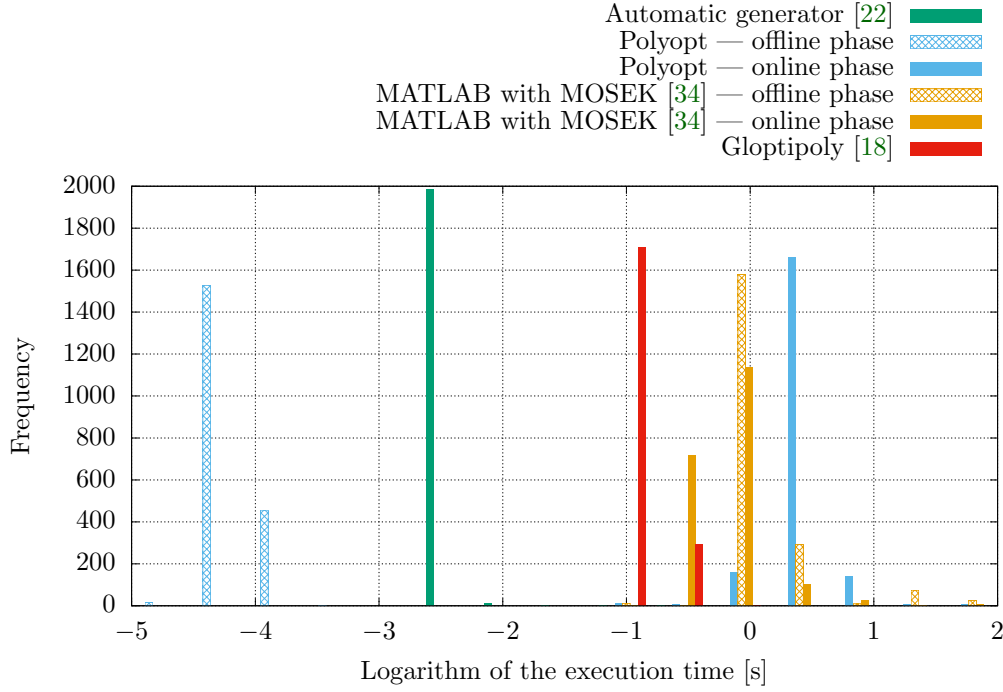 Automatic generator [22]
Polyopt — offline phase
Polyopt — online phase
MATLAB with MOSEK [34] — offline phase
MATLAB with MOSEK [34] — online phase
Gloptipoly [18]
2000
1800
1600
1400
1200
1000
800
600
400
200
0
Frequency
−5 −4 −3 −2 −1 0 1 2
Logarithm of the execution time [s]